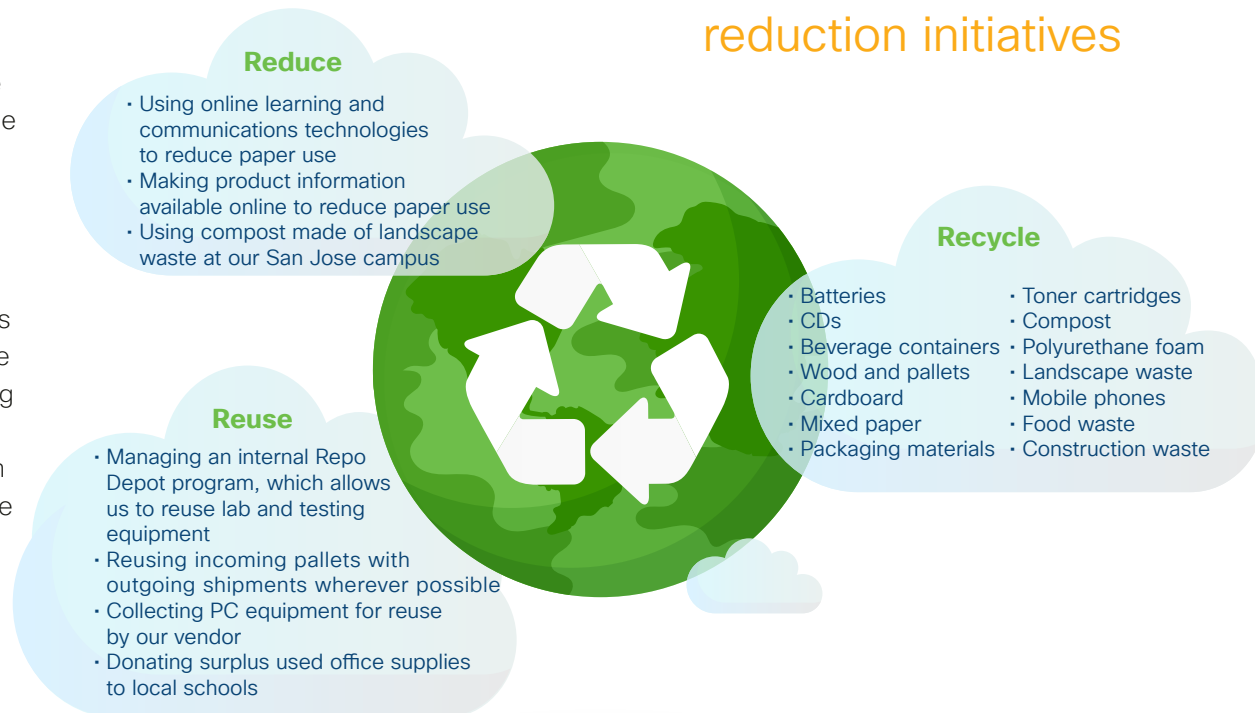 reduction initiatives
Reduce
· Using online learning and
communications technologies
to reduce paper use
· Making product information
available online to reduce paper use
· Using compost made of landscape
waste at our San Jose campus
Recycle
· Batteries
· CDs
· Beverage containers
· Wood and pallets
· Cardboard
· Mixed paper
· Packaging materials
· Toner cartridges
· Compost
· Polyurethane foam
· Landscape waste
· Mobile phones
· Food waste
· Construction waste
Reuse
· Managing an internal Repo
Depot program, which allows
us to reuse lab and testing
equipment
· Reusing incoming pallets with
outgoing shipments wherever possible
· Collecting PC equipment for reuse
by our vendor
· Donating surplus used office supplies
to local schools